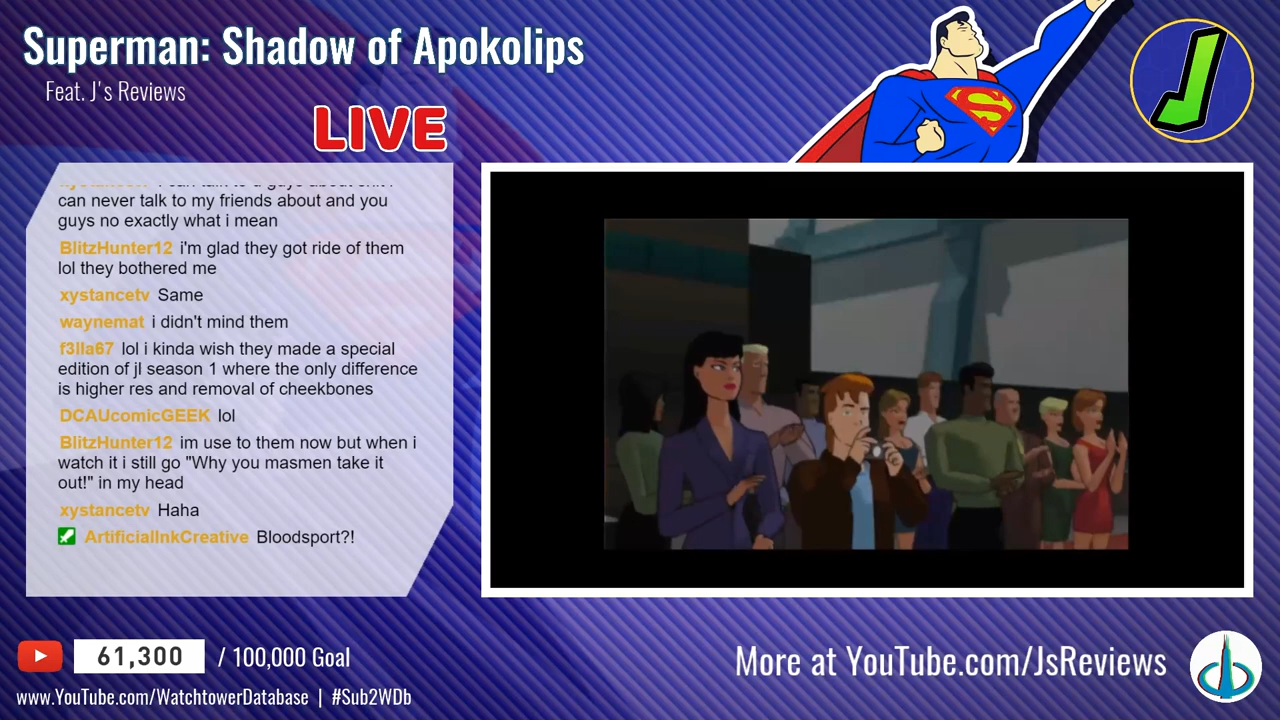 Superman: Shadow of Apokolips
Feat. J's Reviews
LIVE
can never talk to my friends about and you
guys no exactly what i mean
BlitzHunter12 i'm glad they got ride of them
lol they bothered me
xystancetv Same
waynemat i didn't mind them
f3lla67 lol i kinda wish they made a special
edition of jl season 1 where the only difference
is higher res and removal of cheekbones
DCAUcomicGEEK lol
BlitzHunter12 im use to them now but when i
watch it i still go "Why you masmen take it
out!" in my head
xystancetv Haha
ArtificialInkCreative Bloodsport?!
S
J
61,300 / 100,000 Goal
www.YouTube.com/WatchtowerDatabase | #Sub2WDb
More at YouTube.com/JsReviews